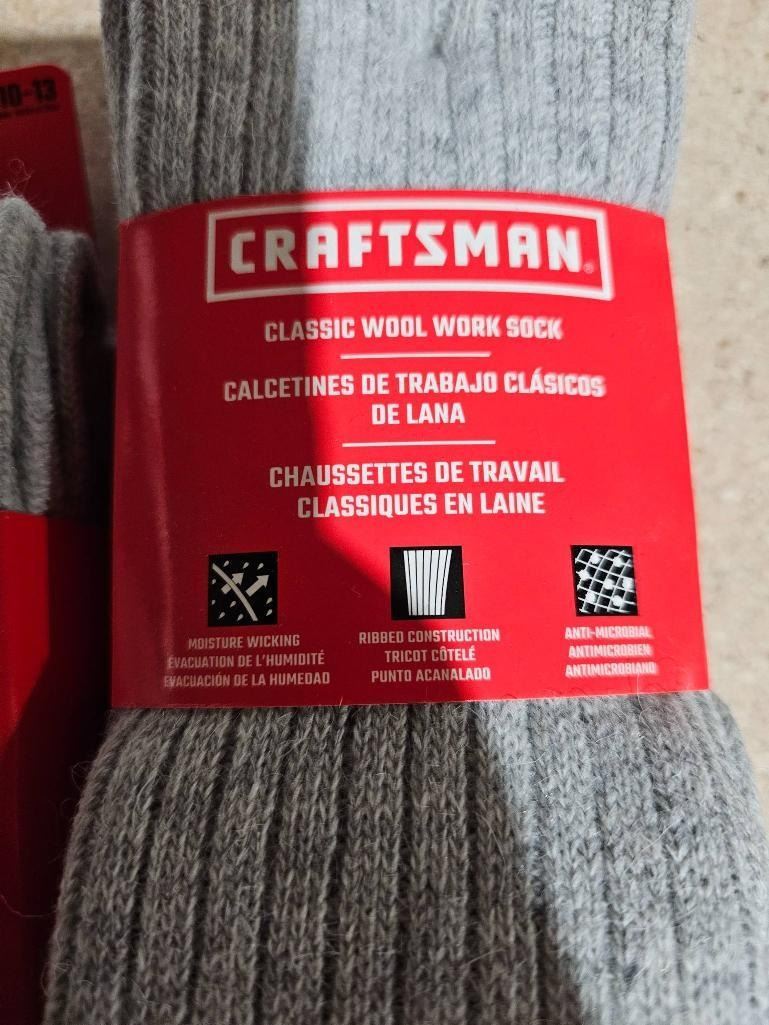 10-13
CRAFTSMAN®
CLASSIC WOOL WORK SOCK
CALCETINES DE TRABAJO CLÁSICOS
DE LANA
CHAUSSETTES DE TRAVAIL
CLASSIQUES EN LAINE
MOISTURE WICKING
ÉVACUATION DE L'HUMIDITÉ
EVACUACIÓN DE LA HUMEDAD
RIBBED CONSTRUCTION
TRICOT CÔTELÉ
PUNTO ACANALADO
ANTI-MICROBIAL
ANTIMICROBIEN
ANTIMICROBIANO